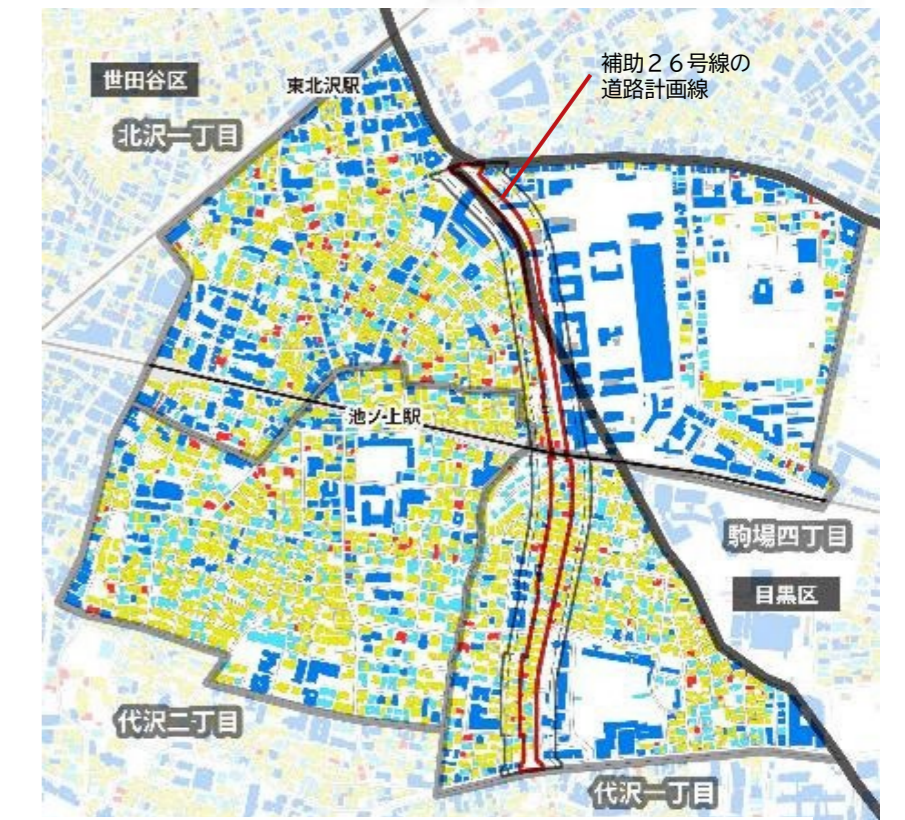 補助２６号線の
道路計画線
世田谷区
東北沢駅
北沢一丁目
池ノ上駅
駒場四丁目
目黒区
代沢二丁目
代沢一丁目